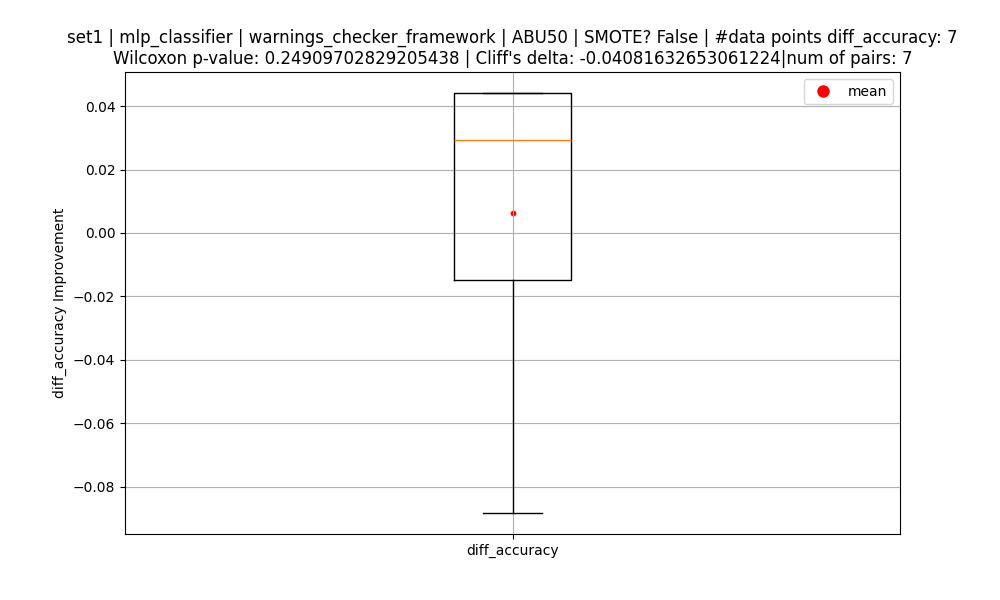 set1 | mlp_classifier | warnings_checker_framework | ABU50 | SMOTE? False | #data points diff_accuracy: 7
Wilcoxon p-value: 0.24909702829205438 | Cliff's delta: -0.04081632653061224|num of pairs: 7
mean
0.04
0.02
0.00
−0.02
−0.04
−0.06
−0.08
diff_accuracy Improvement
diff_accuracy